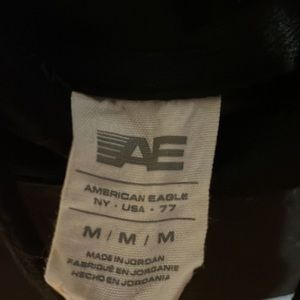 AE
AMERICAN EAGLE
NY · USA · 77
M / M / M
MADE IN JORDAN
FABRIQUÉ EN JORDANIE
HECHO EN JORDANIA